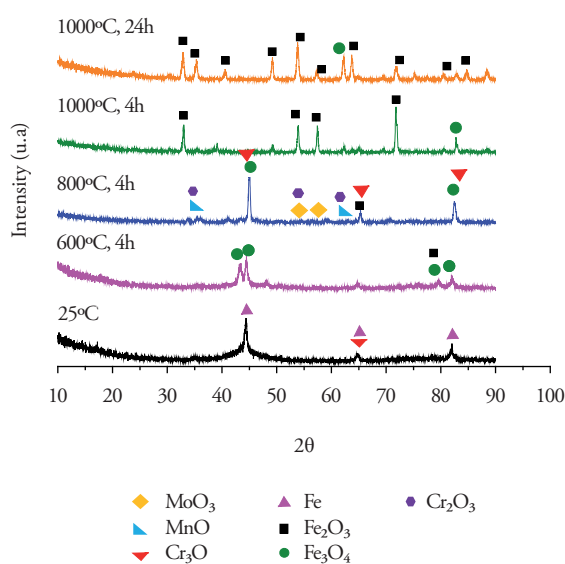 1000ºC, 24h
1000ºC, 4h
800ºC, 4h
600ºC, 4h
25ºC
Intensity (u.a)
10 20 30 40 50 60 70 80 90 100
2θ
MoO₃ Fe Cr₂O₃
MnO Fe₂O₃
Cr₃O Fe₃O₄